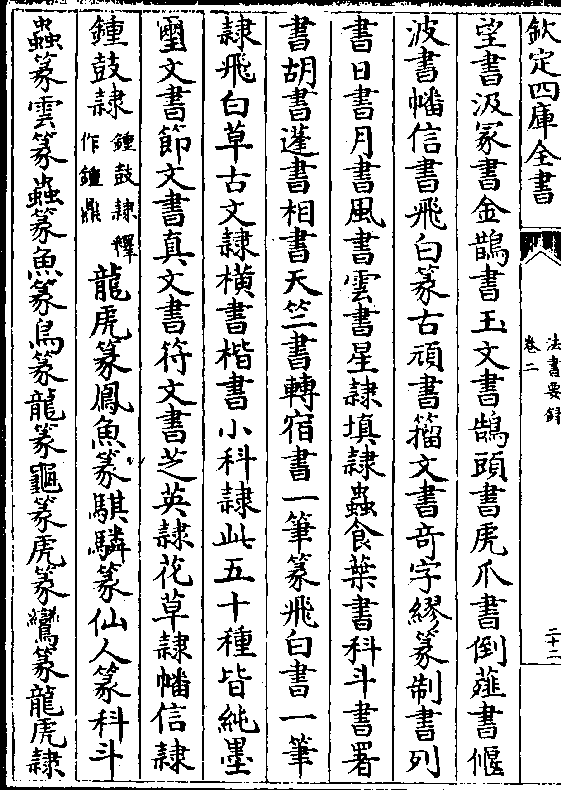 欽定四庫全書
法書要錄
卷二
二十二
望書汲冢書金鵲書玉文書鵠頭書虎爪書倒薤書偃
波書幡信書飛白篆古頑書籀文書奇字繆篆制書列
書日書月書風書雲書星隸填隸蟲食葉書科斗書署
書胡書蓬書相書天竺書轉宿書一筆篆飛白書一筆
隸飛白草古文隸橫書楷書小科隸此五十種皆純墨
璽文書節文書真文書符文書芝英隸花草隸幡信隸
鍾鼓隸鍾鼓隸釋作鍾鼎龍虎篆鳳魚篆騏驎篆仙人篆科斗
蟲篆雲篆蟲篆魚篆鳥篆龍篆龜篆虎篆鸞篆龍虎隸